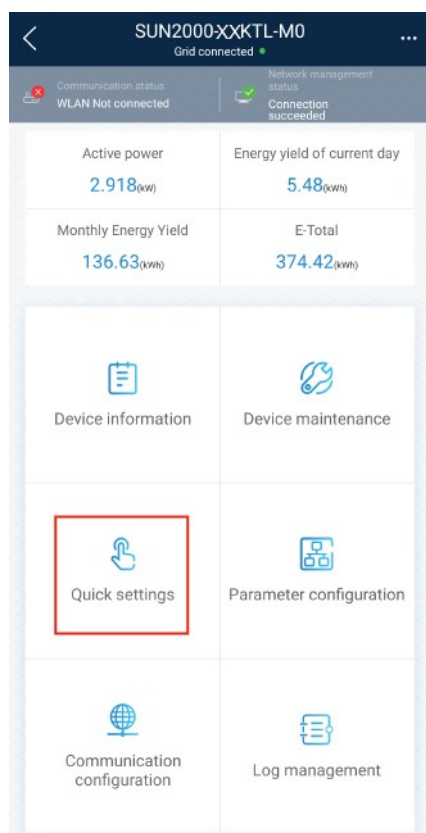 SUN2000-XXKTL-M0
Grid connected
Communication status
WLAN Not connected
Network management
status
Connection
succeeded
Active power
2.918(kW)
Energy yield of current day
5.48(kWh)
Monthly Energy Yield
136.63(kWh)
E-Total
374.42(kWh)
Device information
Device maintenance
Quick settings
Parameter configuration
Communication
configuration
Log management